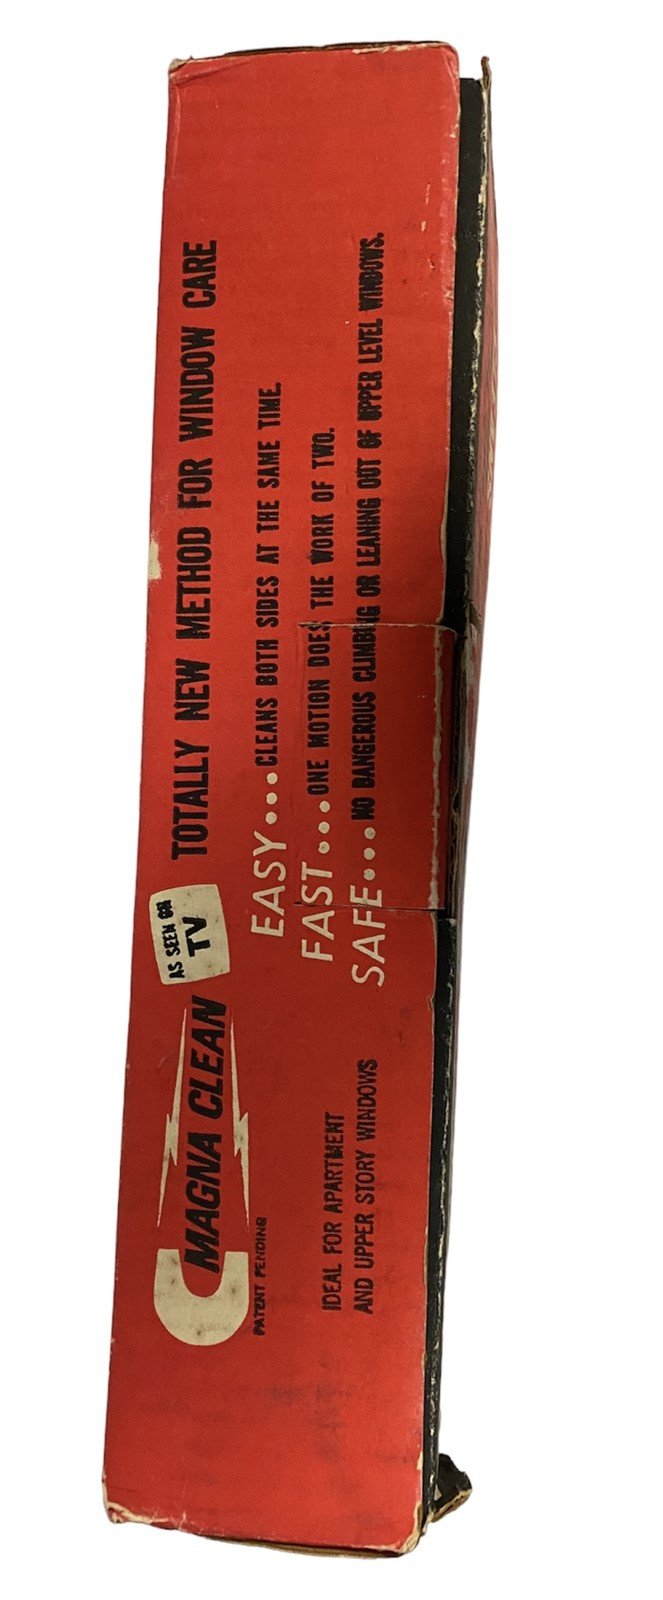 MAGNA CLEAN
PATENT PENDING
AS SEEN ON
TV
TOTALLY NEW METHOD FOR WINDOW CARE
EASY...CLEANS BOTH SIDES AT THE SAME TIME.
FAST...ONE MOTION DOES THE WORK OF TWO.
SAFE...NO DANGEROUS CLIMBING OR LEANING OUT OF UPPER LEVEL WINDOWS.
IDEAL FOR APARTMENT
AND UPPER STORY WINDOWS